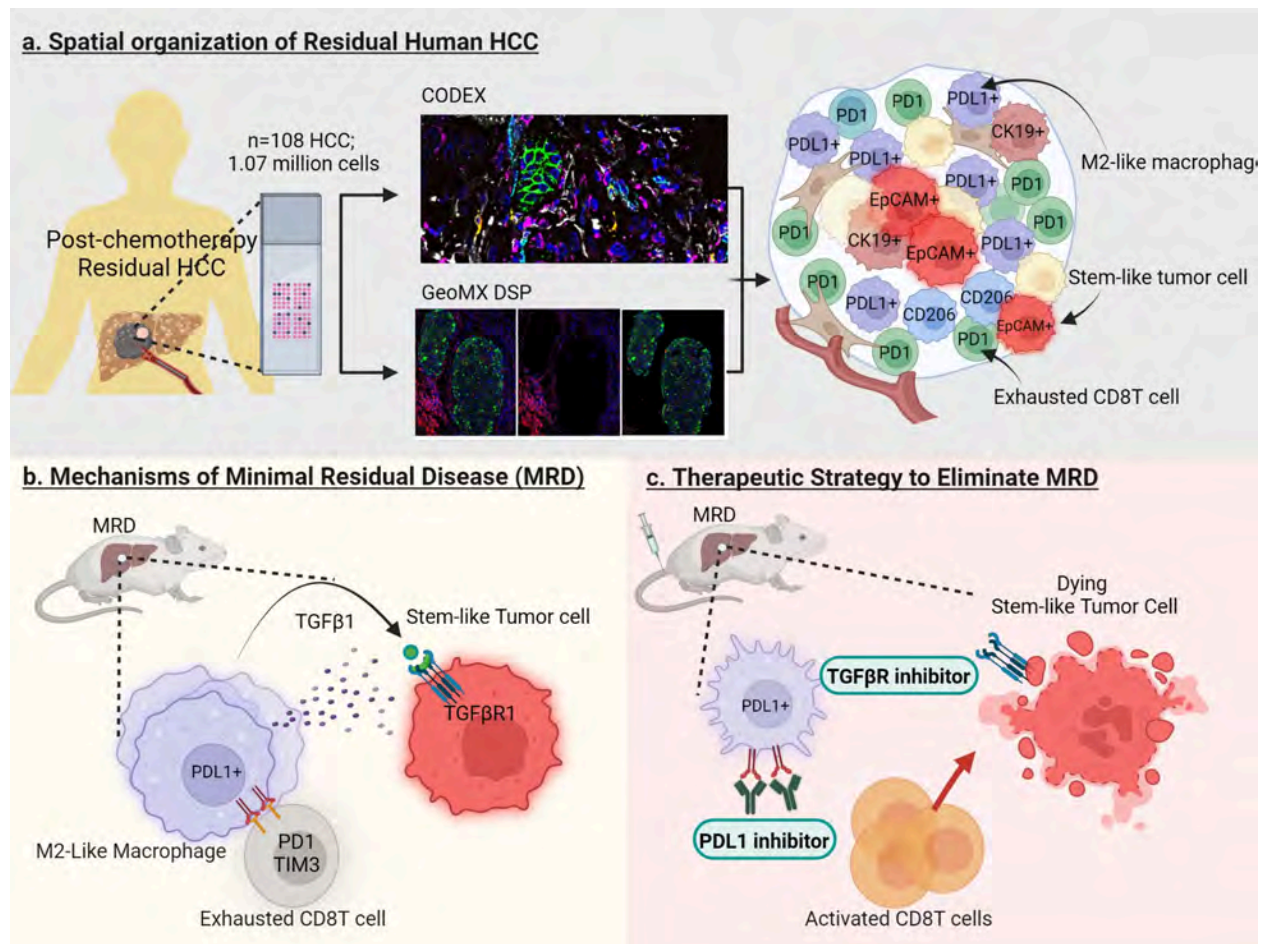 a. Spatial organization of Residual Human HCC
Post-chemotherapy
Residual HCC
n=108 HCC;
1.07 million cells
CODEX
GeoMX DSP
PD1
PD1
PDL1+
PDL1+
CK19+
PDL1+
PDL1+
PD1
EpCAM+
PD1
PD1
CK19+
EpCAM+
PDL1+
PD1
PDL1+
CD206
CD206
EpCAM+
PD1
PD1
M2-like macrophage
Stem-like tumor cell
Exhausted CD8T cell
b. Mechanisms of Minimal Residual Disease (MRD)
MRD
TGFβ1
Stem-like Tumor cell
TGFβR1
PDL1+
M2-Like Macrophage
PD1
TIM3
Exhausted CD8T cell
c. Therapeutic Strategy to Eliminate MRD
MRD
Dying
Stem-like Tumor Cell
TGFβR inhibitor
PDL1+
PDL1 inhibitor
Activated CD8T cells